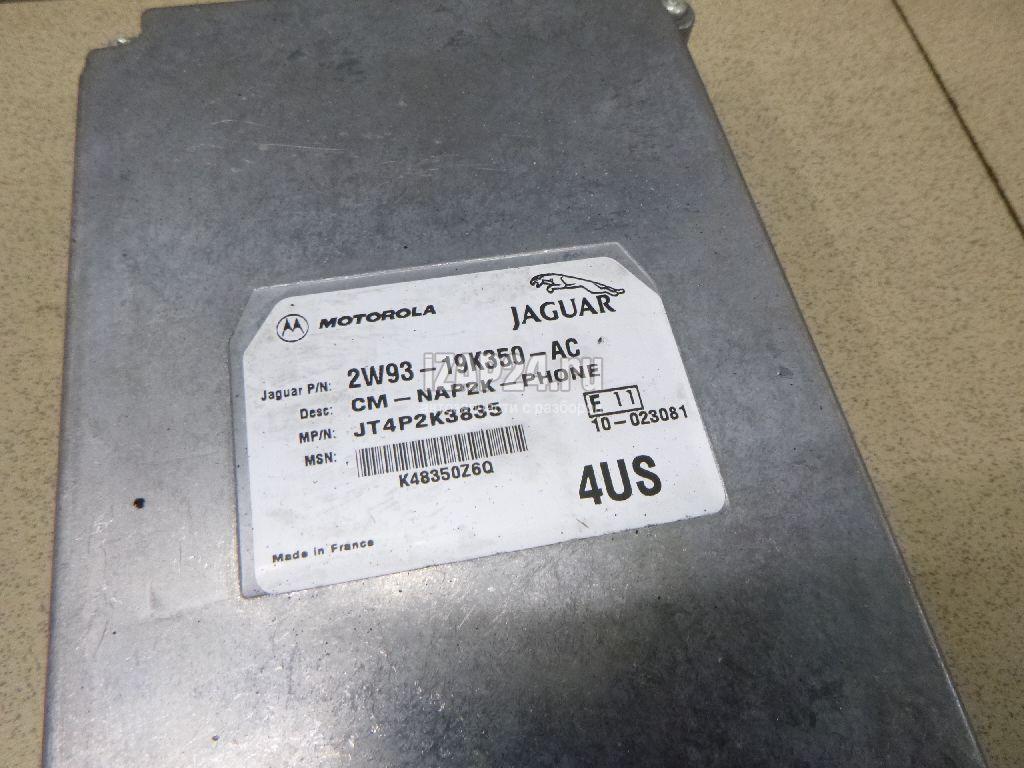 MOTOROLA
JAGUAR
Jaguar P/N: 2W93-19K350-AC
Desc: CM-NAP2K-PHONE
MP/N: JT4P2K3835
MSN:
K48350Z6Q
E 11
10-023081
4US
Made in France